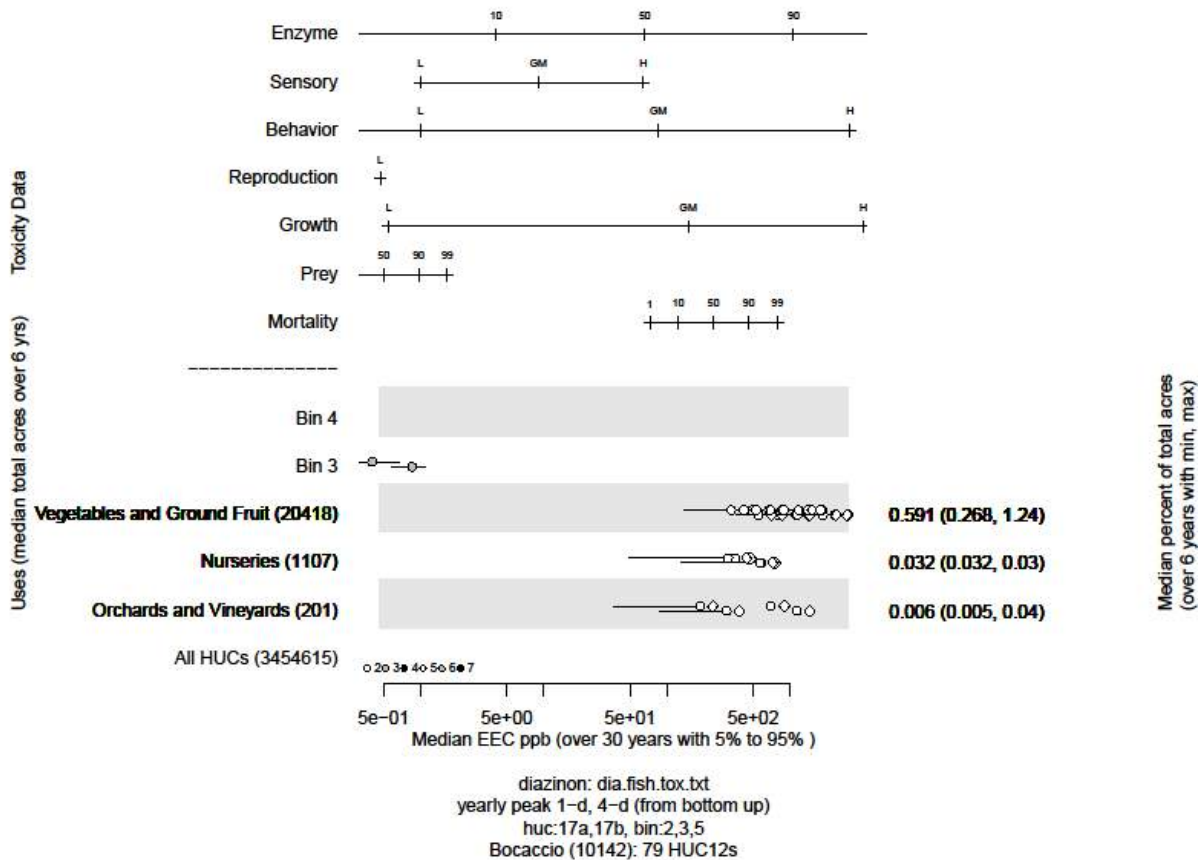 10 50 90
Enzyme
L GM H
Sensory
L GM H
Behavior
L
Reproduction
L GM H
Growth
50 90 99
Prey
1 10 50 90 99
Mortality
--------------
Bin 4
Bin 3
Vegetables and Ground Fruit (20418) 0.591 (0.268, 1.24)
Nurseries (1107) 0.032 (0.032, 0.03)
Orchards and Vineyards (201) 0.006 (0.005, 0.04)
All HUCs (3454615)
2 3 4 5 6 7
5e−01 5e+00 5e+01 5e+02
Median EEC ppb (over 30 years with 5% to 95% )
diazinon: dia.fish.tox.txt
yearly peak 1−d, 4−d (from bottom up)
huc:17a,17b, bin:2,3,5
Bocaccio (10142): 79 HUC12s
Toxicity Data
Uses (median total acres over 6 yrs)
Median percent of total acres
(over 6 years with min, max)